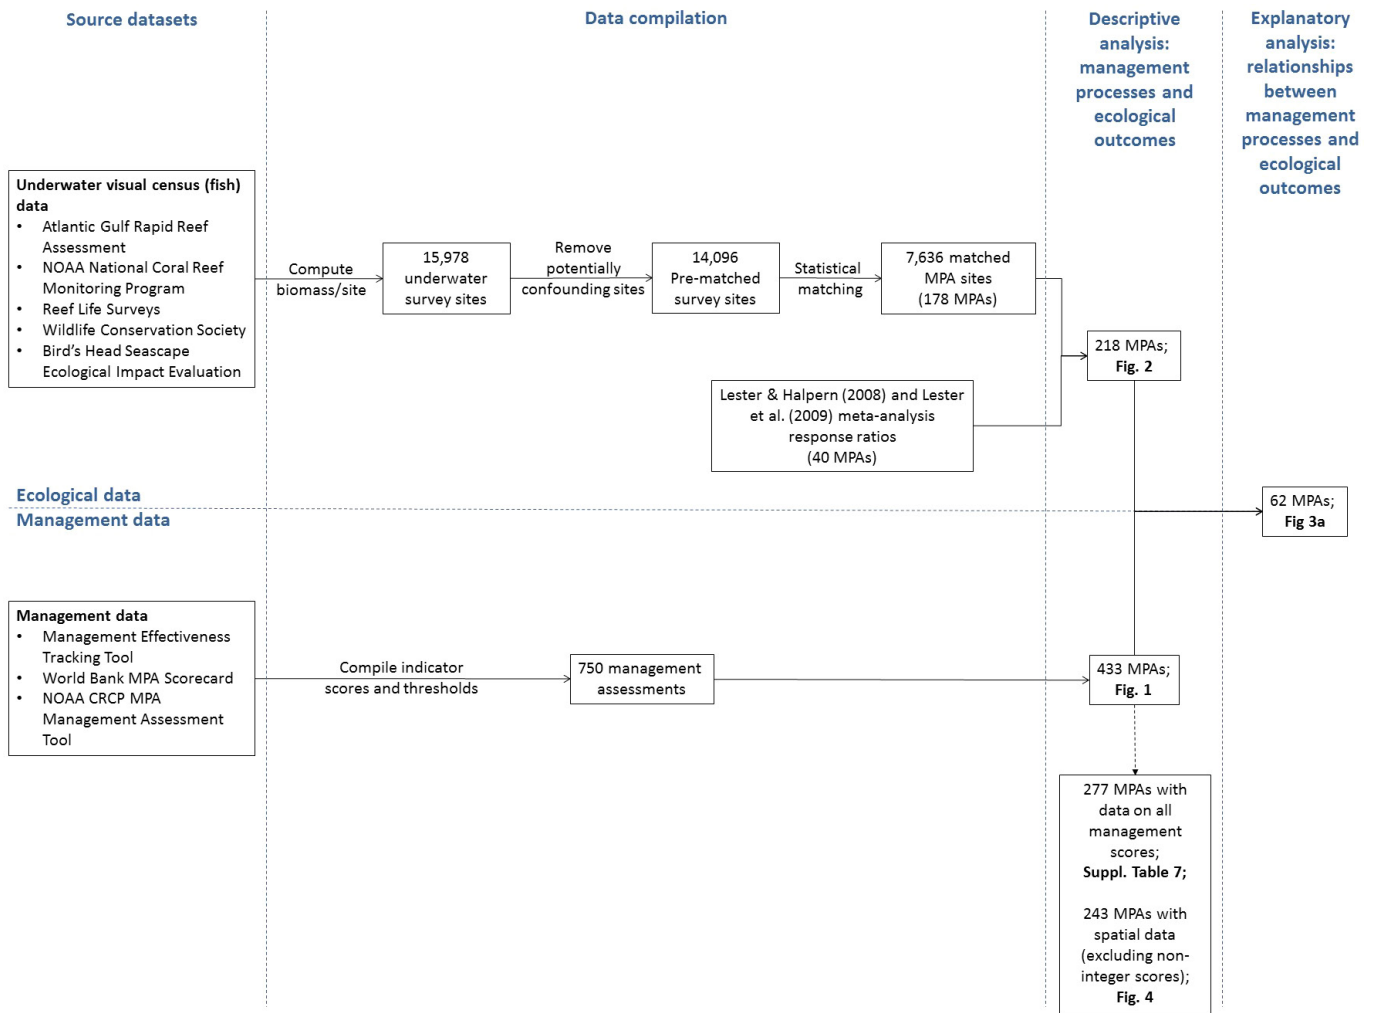 Source datasets
Data compilation
Descriptive
analysis:
management
processes and
ecological
outcomes
Explanatory
analysis:
relationships
between
management
processes and
ecological
outcomes
Underwater visual census (fish)
data
• Atlantic Gulf Rapid Reef
Assessment
• NOAA National Coral Reef
Monitoring Program
• Reef Life Surveys
• Wildlife Conservation Society
• Bird's Head Seascape
Ecological Impact Evaluation
Compute
biomass/site
15,978
underwater
survey sites
Remove
potentially
confounding sites
14,096
Pre-matched
survey sites
Statistical
matching
7,636 matched
MPA sites
(178 MPAs)
218 MPAs;
Fig. 2
Lester & Halpern (2008) and Lester
et al. (2009) meta-analysis
response ratios
(40 MPAs)
Ecological data
Management data
62 MPAs;
Fig 3a
Management data
• Management Effectiveness
Tracking Tool
• World Bank MPA Scorecard
• NOAA CRCP MPA
Management Assessment
Tool
Compile indicator
scores and thresholds
750 management
assessments
433 MPAs;
Fig. 1
277 MPAs with
data on all
management
scores;
Suppl. Table 7;
243 MPAs with
spatial data
(excluding non-
integer scores);
Fig. 4